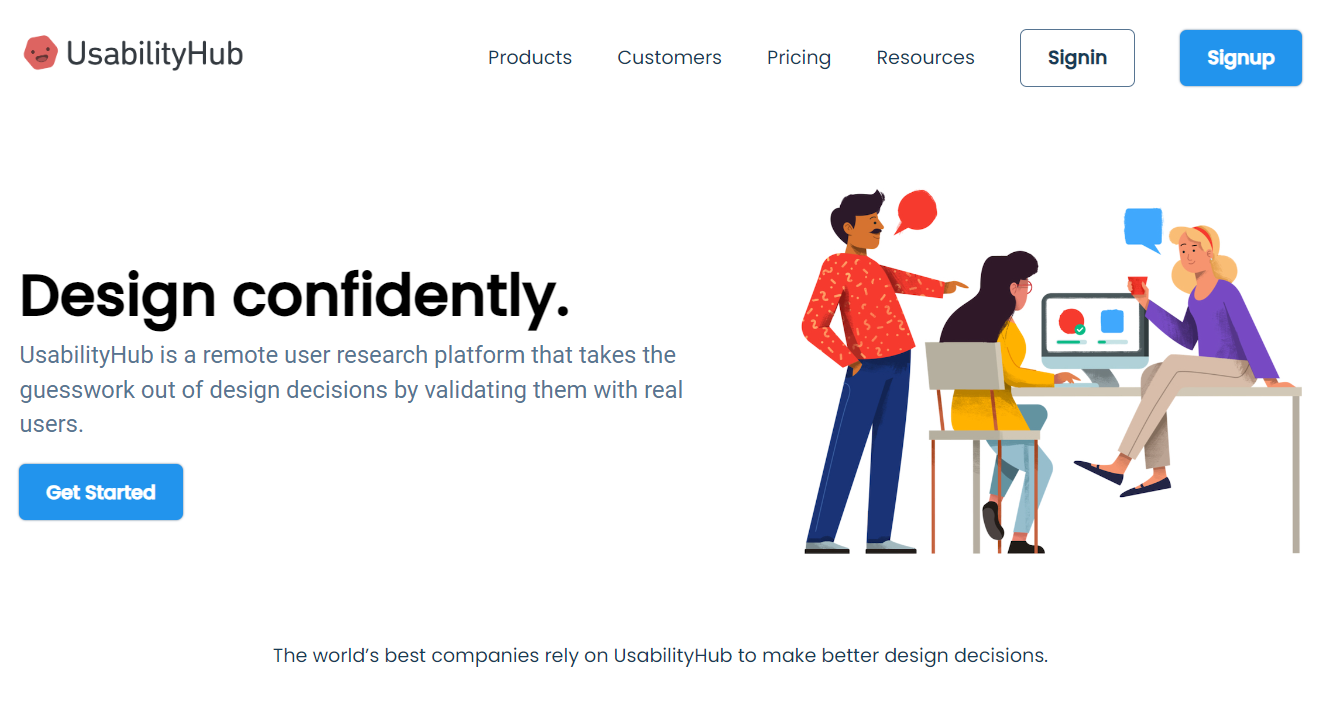 UsabilityHub
Products
Customers
Pricing
Resources
Signin
Signup
Design confidently.
UsabilityHub is a remote user research platform that takes the
guesswork out of design decisions by validating them with real
users.
Get Started
The world’s best companies rely on UsabilityHub to make better design decisions.